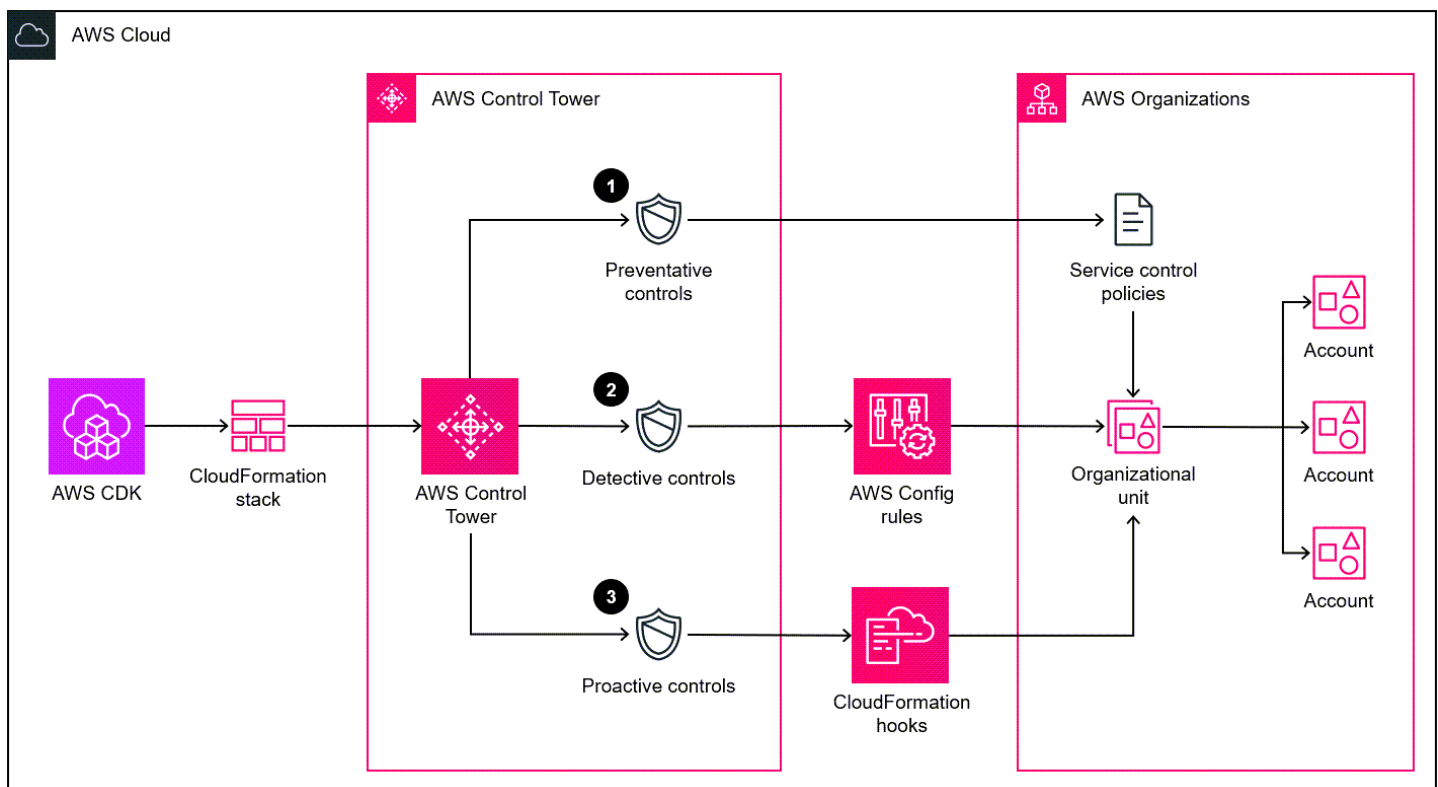 AWS Cloud
AWS Control Tower
AWS Organizations
1
Preventative
controls
Service control
policies
Account
2
AWS CDK
CloudFormation
stack
AWS Control
Tower
Detective controls
AWS Config
rules
Organizational
unit
Account
3
Proactive controls
CloudFormation
hooks
Account